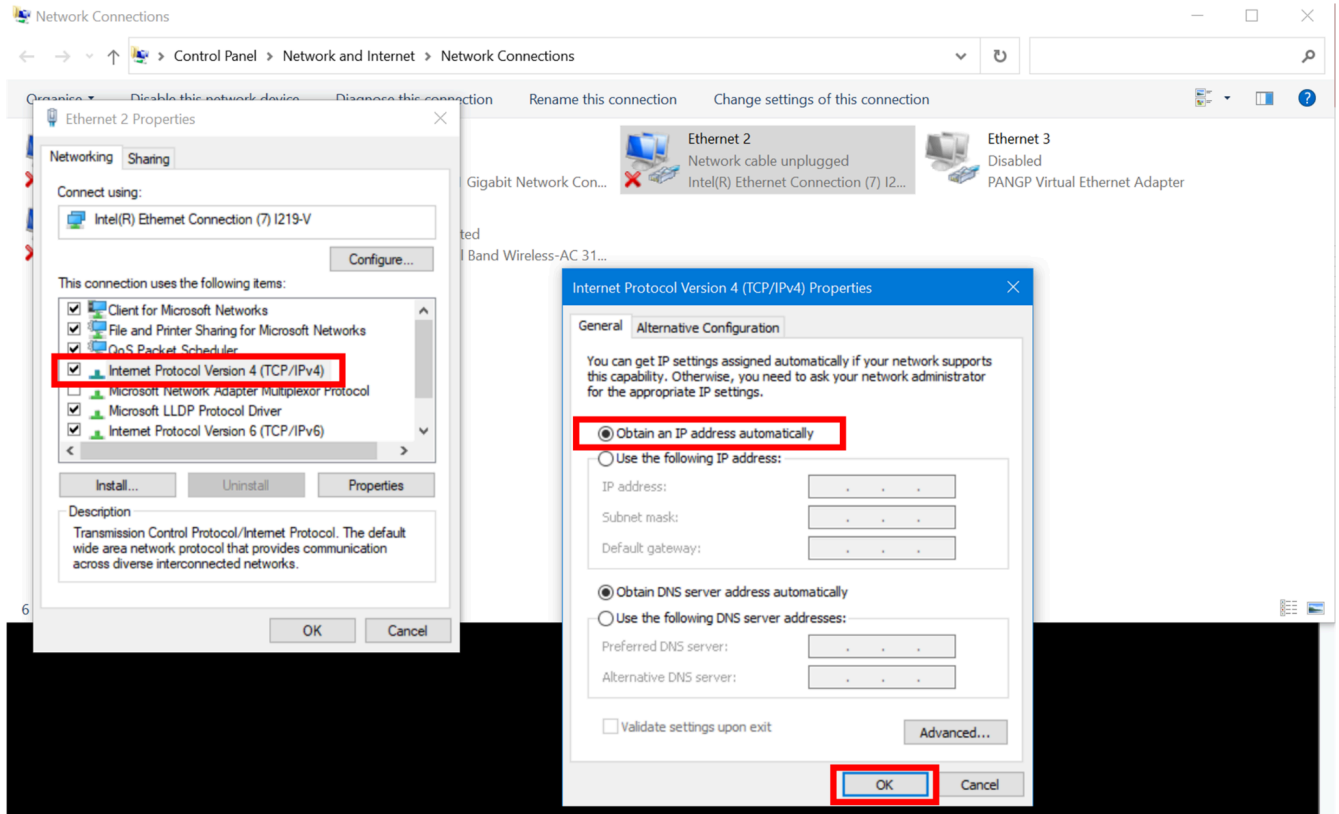 Network Connections
Control Panel > Network and Internet > Network Connections
Organise Disable this network device Diagnose this connection Rename this connection Change settings of this connection
Ethernet 2 Properties
Networking Sharing
Connect using:
Intel(R) Ethernet Connection (7) I219-V
Configure...
This connection uses the following items:
Client for Microsoft Networks
File and Printer Sharing for Microsoft Networks
QoS Packet Scheduler
Internet Protocol Version 4 (TCP/IPv4)
Microsoft Network Adapter Multiplexor Protocol
Microsoft LLDP Protocol Driver
Internet Protocol Version 6 (TCP/IPv6)
Install... Uninstall Properties
Description
Transmission Control Protocol/Internet Protocol. The default
wide area network protocol that provides communication
across diverse interconnected networks.
OK Cancel
6
Gigabit Network Con...
ted
l Band Wireless-AC 31...
Ethernet 2
Network cable unplugged
Intel(R) Ethernet Connection (7) I2...
Ethernet 3
Disabled
PANGP Virtual Ethernet Adapter
Internet Protocol Version 4 (TCP/IPv4) Properties
General Alternative Configuration
You can get IP settings assigned automatically if your network supports
this capability. Otherwise, you need to ask your network administrator
for the appropriate IP settings.
Obtain an IP address automatically
Use the following IP address:
IP address:
Subnet mask:
Default gateway:
Obtain DNS server address automatically
Use the following DNS server addresses:
Preferred DNS server:
Alternative DNS server:
Validate settings upon exit
Advanced...
OK Cancel